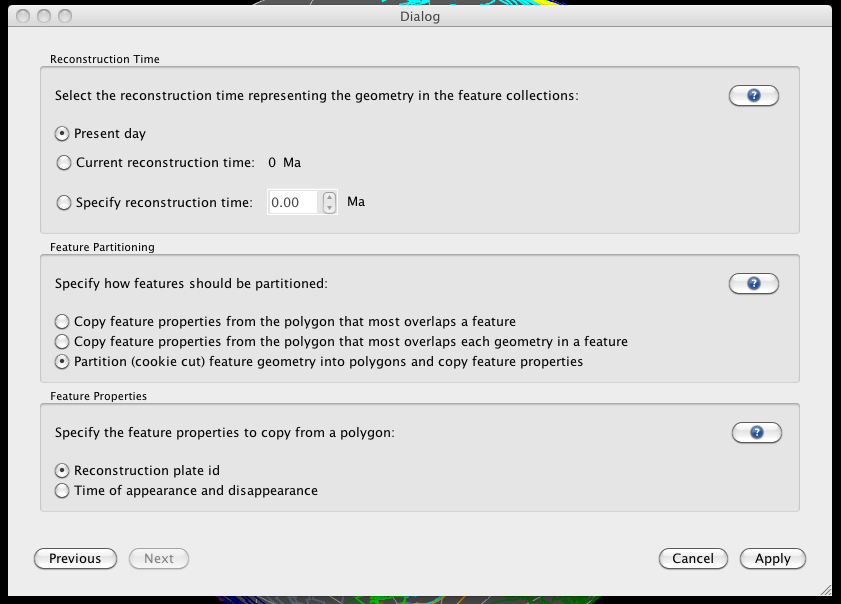 Dialog
Reconstruction Time
Select the reconstruction time representing the geometry in the feature collections:
?
Present day
Current reconstruction time: 0 Ma
Specify reconstruction time: 0.00 Ma
Feature Partitioning
Specify how features should be partitioned:
?
Copy feature properties from the polygon that most overlaps a feature
Copy feature properties from the polygon that most overlaps each geometry in a feature
Partition (cookie cut) feature geometry into polygons and copy feature properties
Feature Properties
Specify the feature properties to copy from a polygon:
?
Reconstruction plate id
Time of appearance and disappearance
Previous Next Cancel Apply